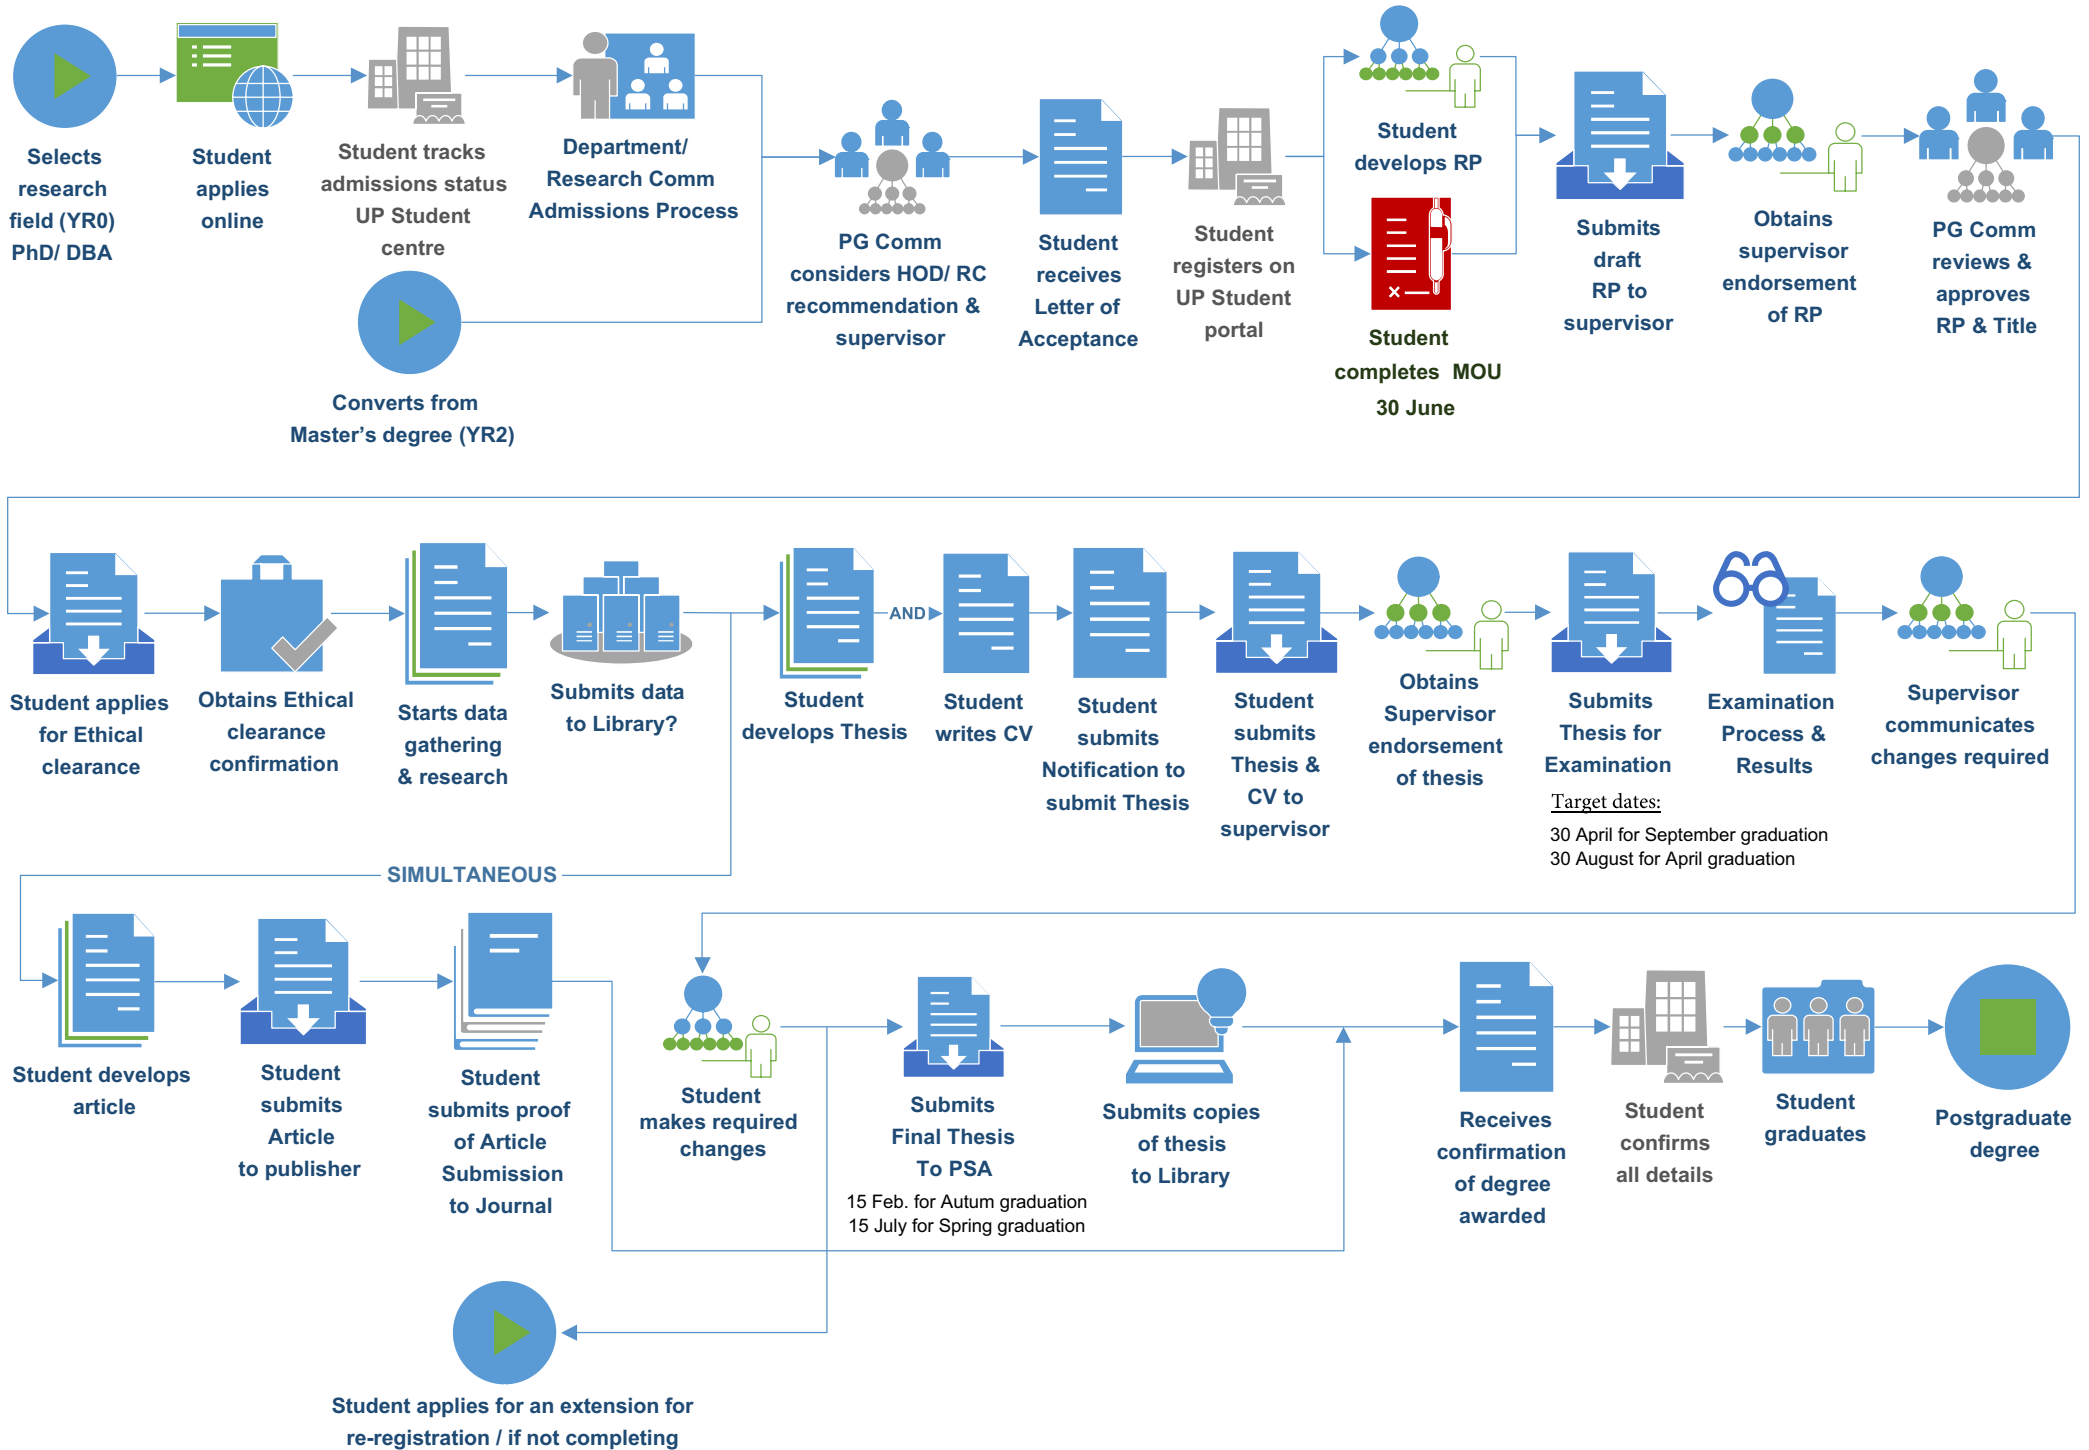 Selects
research
field (YR0)
PhD/ DBA
Student
applies
online
Student tracks
admissions status
UP Student
centre
Department/
Research Comm
Admissions Process
Converts from
Master’s degree (YR2)
PG Comm
considers HOD/ RC
recommendation &
supervisor
Student
receives
Letter of
Acceptance
Student
registers on
UP Student
portal
Student
develops RP
Student
completes MOU
30 June
Submits
draft
RP to
supervisor
Obtains
supervisor
endorsement
of RP
PG Comm
reviews &
approves
RP & Title
Student applies
for Ethical
clearance
Obtains Ethical
clearance
confirmation
Starts data
gathering
& research
Submits data
to Library?
Student
develops Thesis
AND
Student
writes CV
Student
submits
Notification to
submit Thesis
Student
submits
Thesis &
CV to
supervisor
Obtains
Supervisor
endorsement
of thesis
Submits
Thesis for
Examination
Target dates:
30 April for September graduation
30 August for April graduation
Examination
Process &
Results
Supervisor
communicates
changes required
SIMULTANEOUS
Student develops
article
Student
submits
Article
to publisher
Student
submits proof
of Article
Submission
to Journal
Student
makes required
changes
Submits
Final Thesis
To PSA
15 Feb. for Autum graduation
15 July for Spring graduation
Submits copies
of thesis
to Library
Receives
confirmation
of degree
awarded
Student
confirms
all details
Student
graduates
Postgraduate
degree
Student applies for an extension for
re-registration / if not completing